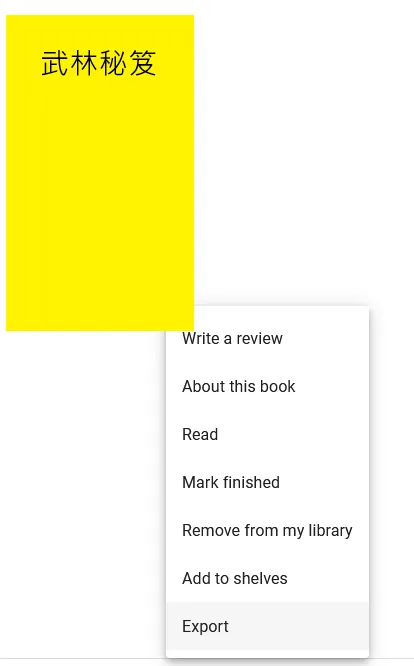 武林秘笈
Write a review
About this book
Read
Mark finished
Remove from my library
Add to shelves
Export